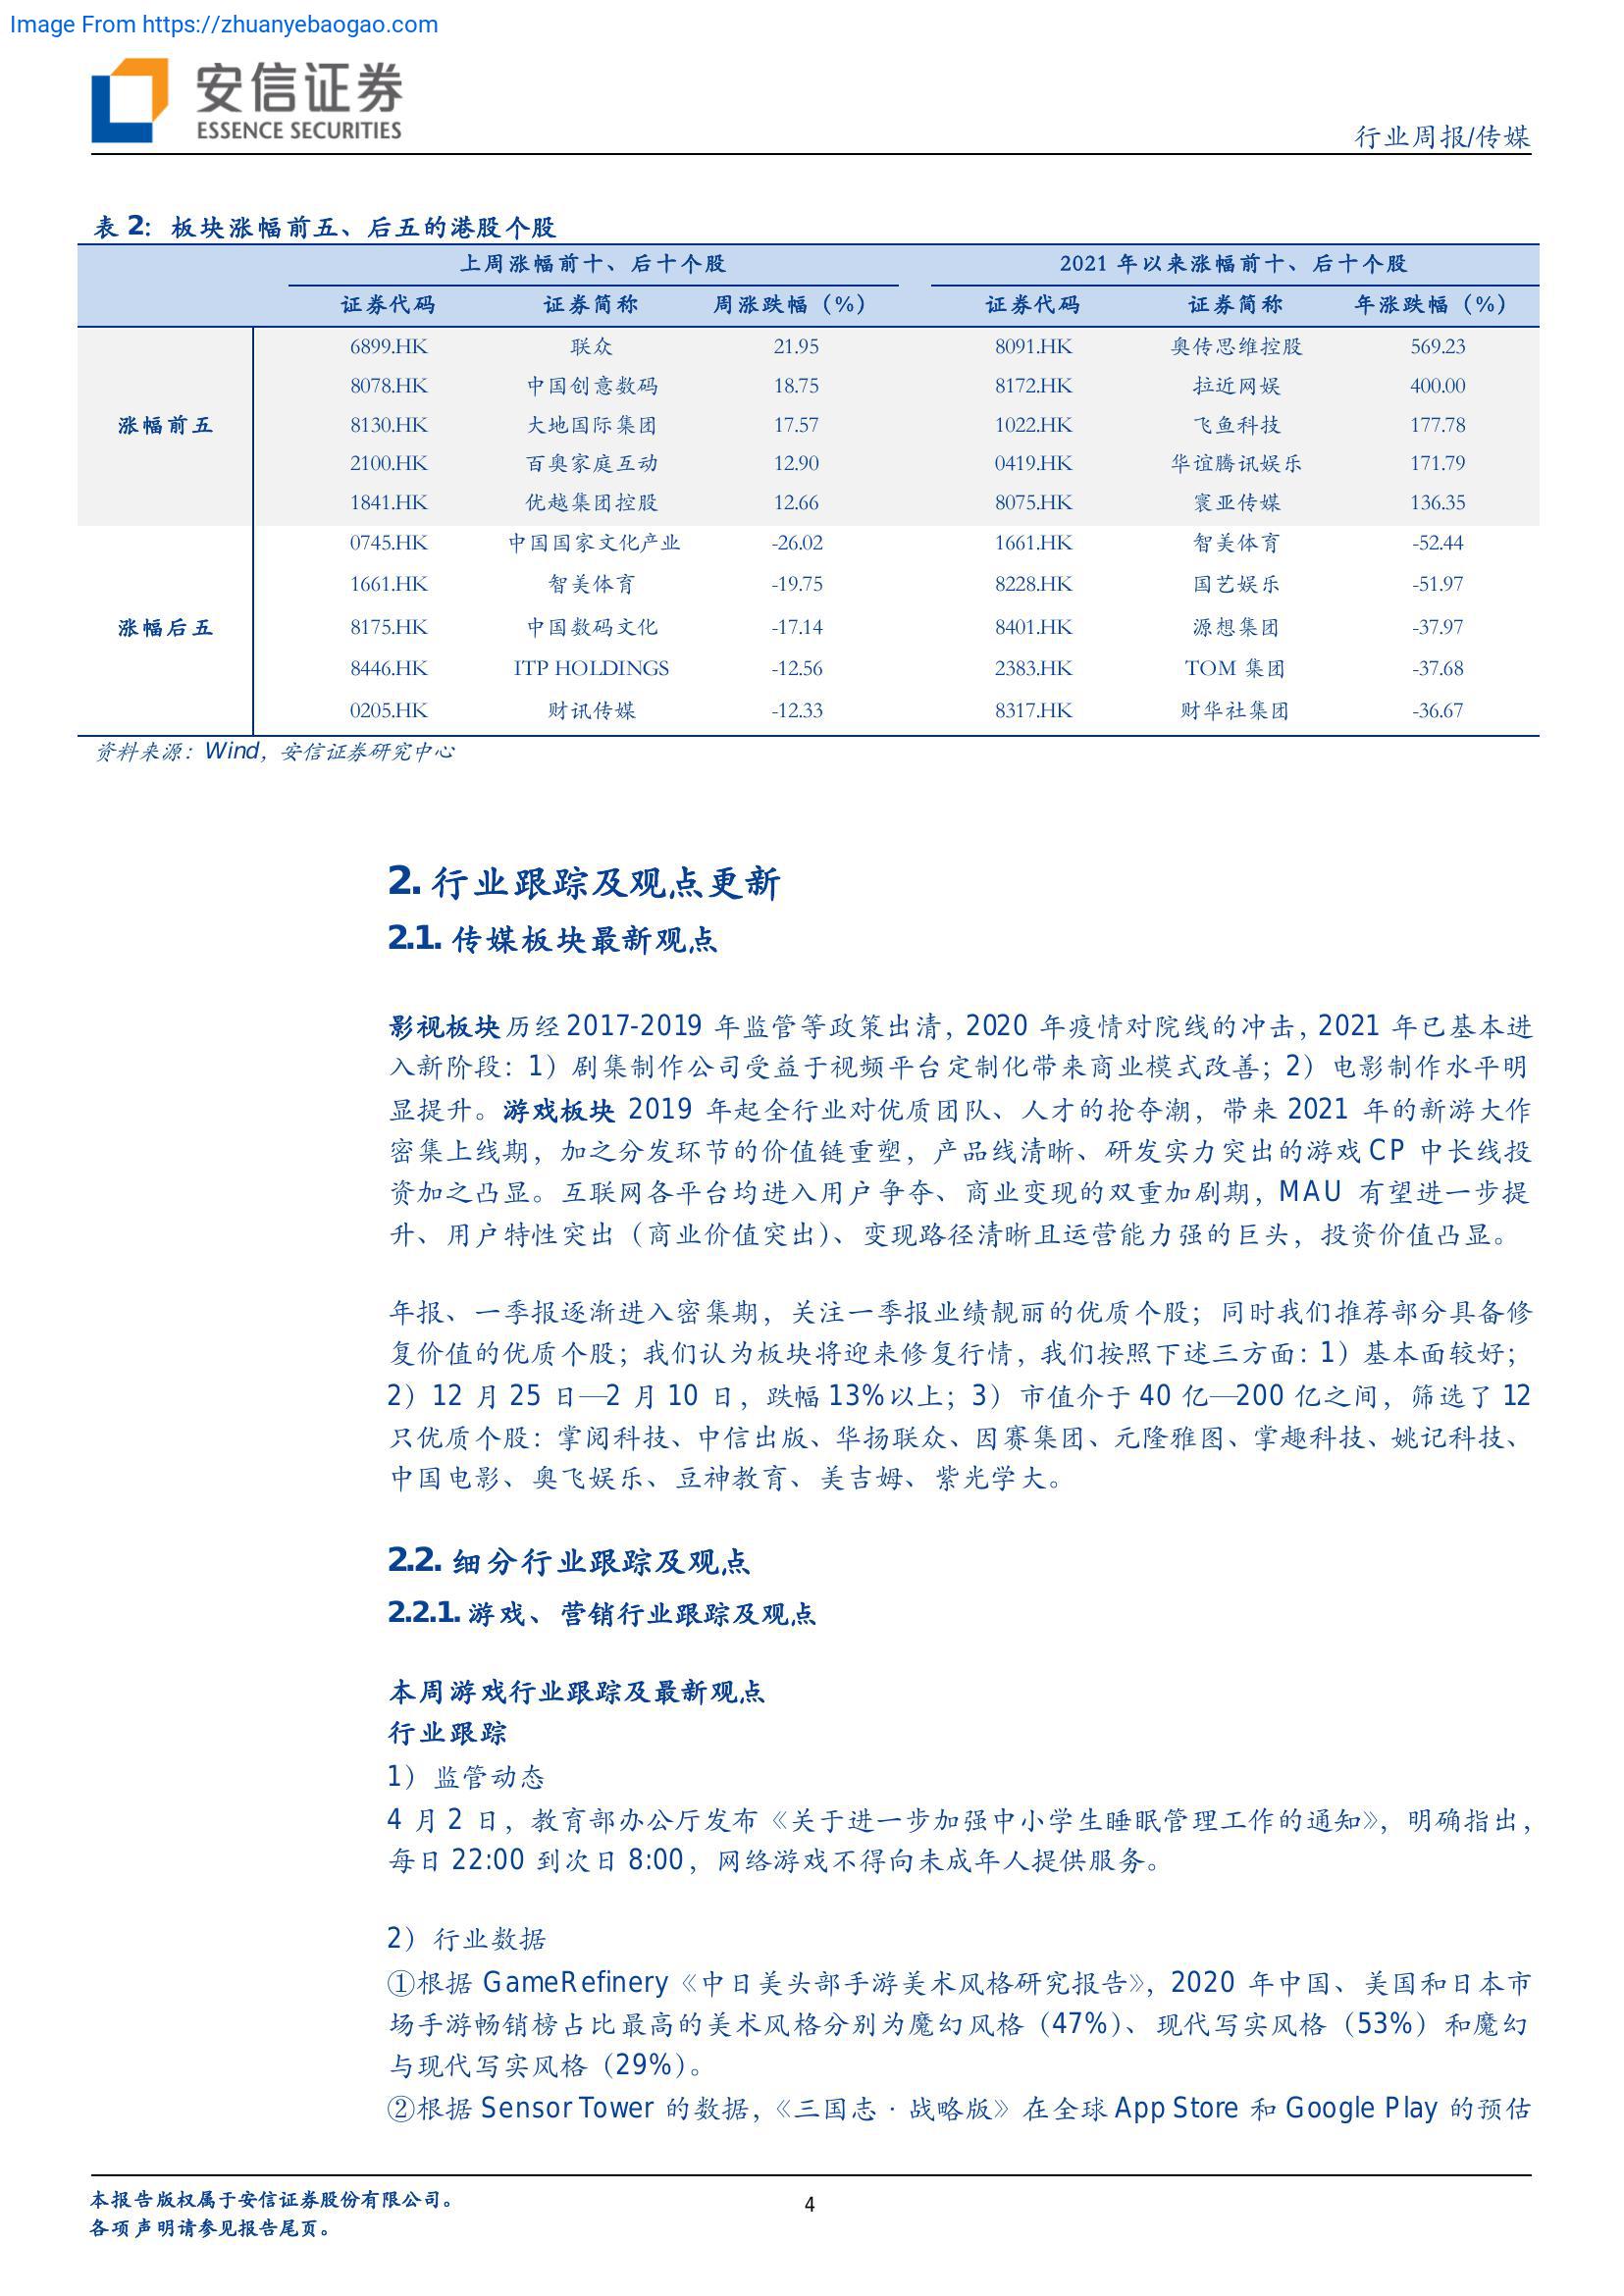 Image From https://zhuanyebaogao.com
安信证券
ESSENCE SECURITIES
行业周报/传媒
表 2：板块涨幅前五、后五的港股个股
上周涨幅前十、后十个股 2021 年以来涨幅前十、后十个股
证券代码 证券简称 周涨跌幅（%） 证券代码 证券简称 年涨跌幅（%）
6899.HK 联众 21.95 8091.HK 奥传思维控股 569.23
8078.HK 中国创意数码 18.75 8172.HK 拉近网娱 400.00
涨幅前五 8130.HK 大地国际集团 17.57 1022.HK 飞鱼科技 177.78
2100.HK 百奥家庭互动 12.90 0419.HK 华谊腾讯娱乐 171.79
1841.HK 优越集团控股 12.66 8075.HK 寰亚传媒 136.35
0745.HK 中国国家文化产业 -26.02 1661.HK 智美体育 -52.44
1661.HK 智美体育 -19.75 8228.HK 国艺娱乐 -51.97
涨幅后五 8175.HK 中国数码文化 -17.14 8401.HK 源想集团 -37.97
8446.HK ITP HOLDINGS -12.56 2383.HK TOM 集团 -37.68
0205.HK 财讯传媒 -12.33 8317.HK 财华社集团 -36.67
资料来源：Wind，安信证券研究中心
2. 行业跟踪及观点更新
2.1. 传媒板块最新观点
影视板块历经 2017-2019 年监管等政策出清，2020 年疫情对院线的冲击，2021 年已基本进
入新阶段：1）剧集制作公司受益于视频平台定制化带来商业模式改善；2）电影制作水平明
显提升。游戏板块 2019 年起全行业对优质团队、人才的抢夺潮，带来 2021 年的新游大作
密集上线期，加之分发环节的价值链重塑，产品线清晰、研发实力突出的游戏 CP 中长线投
资加之凸显。互联网各平台均进入用户争夺、商业变现的双重加剧期，MAU 有望进一步提
升、用户特性突出（商业价值突出）、变现路径清晰且运营能力强的巨头，投资价值凸显。
年报、一季报逐渐进入密集期，关注一季报业绩靓丽的优质个股；同时我们推荐部分具备修
复价值的优质个股；我们认为板块将迎来修复行情，我们按照下述三方面：1）基本面较好；
2）12 月 25 日—2 月 10 日，跌幅 13%以上；3）市值介于 40 亿—200 亿之间，筛选了 12
只优质个股：掌阅科技、中信出版、华扬联众、因赛集团、元隆雅图、掌趣科技、姚记科技、
中国电影、奥飞娱乐、豆神教育、美吉姆、紫光学大。
2.2. 细分行业跟踪及观点
2.2.1. 游戏、营销行业跟踪及观点
本周游戏行业跟踪及最新观点
行业跟踪
1）监管动态
4 月 2 日，教育部办公厅发布《关于进一步加强中小学生睡眠管理工作的通知》，明确指出，
每日 22:00 到次日 8:00，网络游戏不得向未成年人提供服务。
2）行业数据
①根据 GameRefinery《中日美头部手游美术风格研究报告》，2020 年中国、美国和日本市
场手游畅销榜占比最高的美术风格分别为魔幻风格（47%）、现代写实风格（53%）和魔幻
与现代写实风格（29%）。
②根据 Sensor Tower 的数据，《三国志·战略版》在全球 App Store 和 Google Play 的预估
本报告版权属于安信证券股份有限公司。
各项声明请参见报告尾页。
4